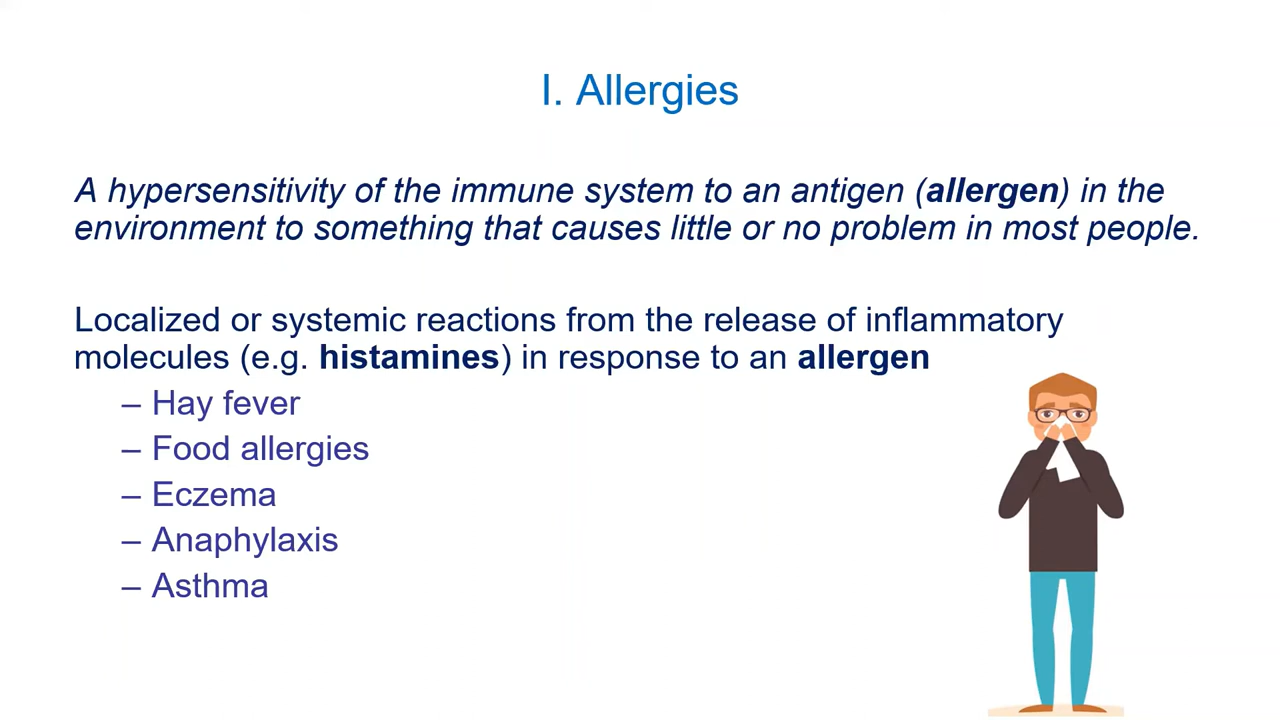 I. Allergies
A hypersensitivity of the immune system to an antigen (allergen) in the
environment to something that causes little or no problem in most people.
Localized or systemic reactions from the release of inflammatory
molecules (e.g. histamines) in response to an allergen
– Hay fever
– Food allergies
– Eczema
– Anaphylaxis
– Asthma